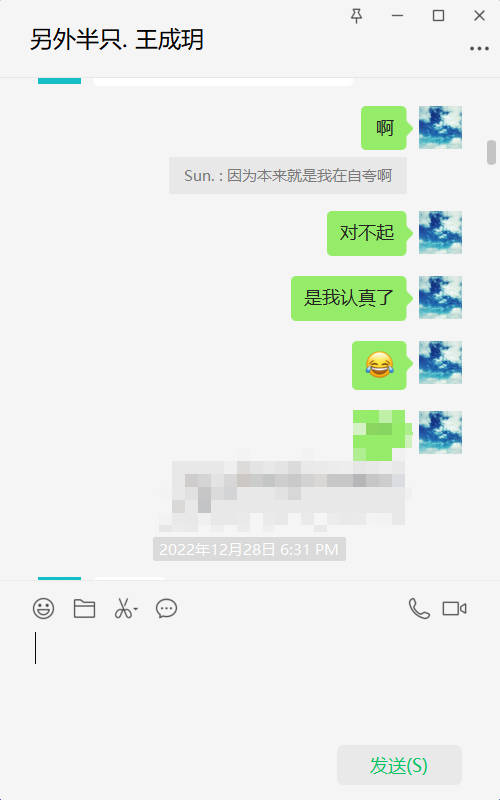 另外半只. 王成玥
啊
Sun. : 因为本来就是我在自夸啊
对不起
是我认真了
😂
2022年12月28日 6:31 PM
发送(S)